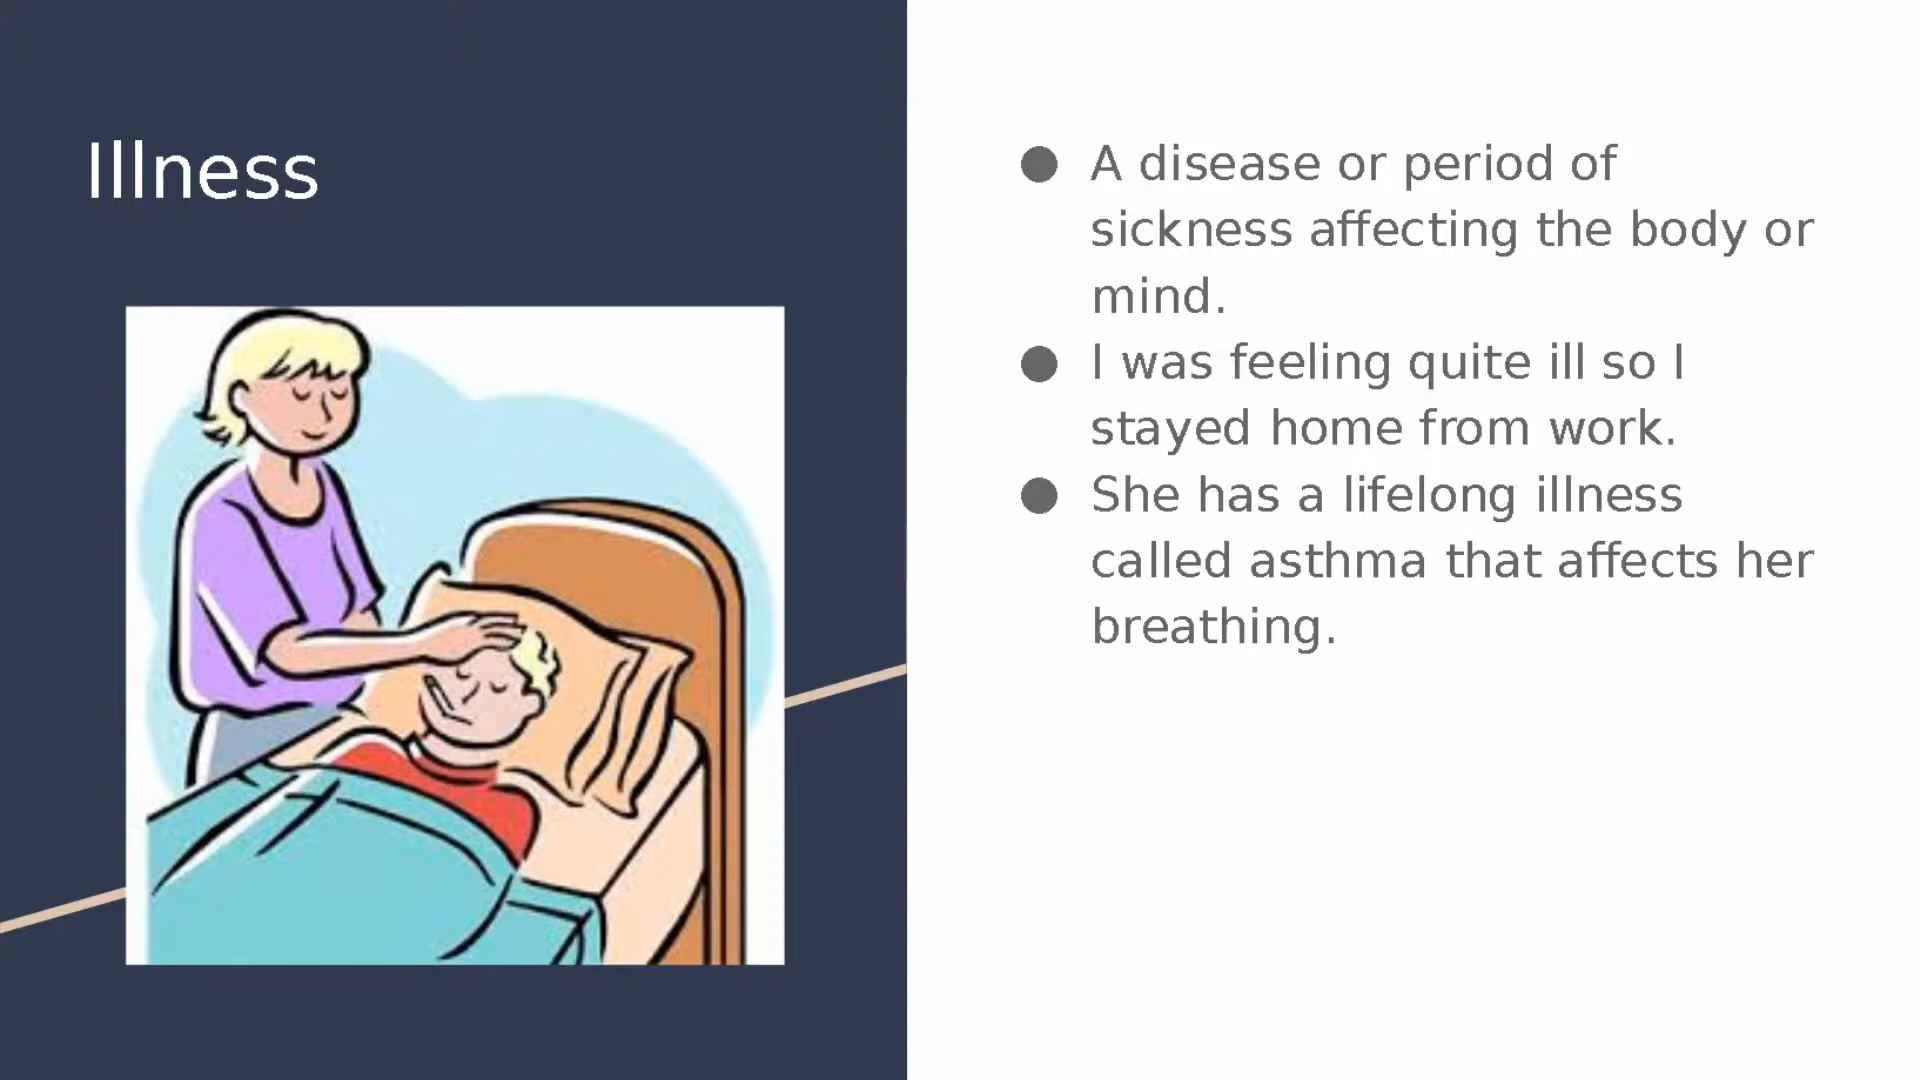 Illness
● A disease or period of
sickness affecting the body or
mind.
● I was feeling quite ill so I
stayed home from work.
● She has a lifelong illness
called asthma that affects her
breathing.